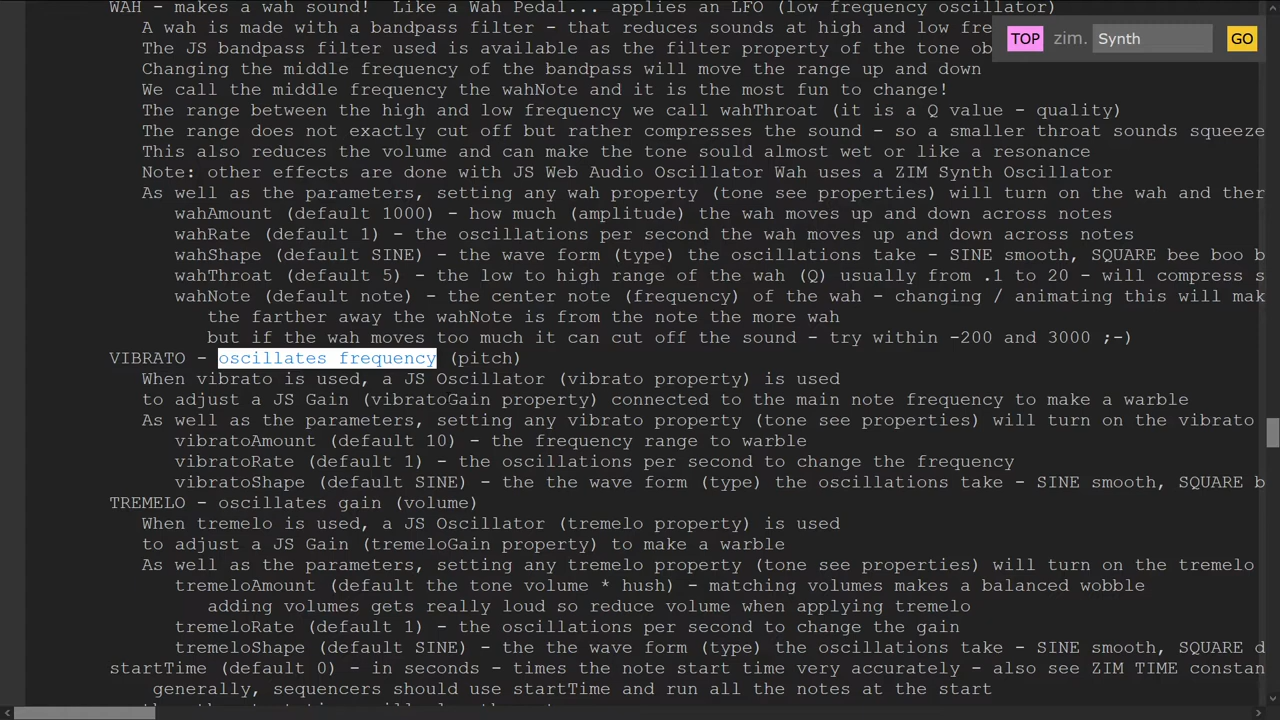 WAH - makes a wah sound!  Like a Wah Pedal... applies an LFO (low frequency oscillator)
A wah is made with a bandpass filter - that reduces sounds at high and low fre
The JS bandpass filter used is available as the filter property of the tone ob
Changing the middle frequency of the bandpass will move the range up and down
We call the middle frequency the wahNote and it is the most fun to change!
The range between the high and low frequency we call wahThroat (it is a Q value - quality)
The range does not exactly cut off but rather compresses the sound - so a smaller throat sounds squeeze
This also reduces the volume and can make the tone sould almost wet or like a resonance
Note: other effects are done with JS Web Audio Oscillator Wah uses a ZIM Synth Oscillator
As well as the parameters, setting any wah property (tone see properties) will turn on the wah and ther
wahAmount (default 1000) - how much (amplitude) the wah moves up and down across notes
wahRate (default 1) - the oscillations per second the wah moves up and down across notes
wahShape (default SINE) - the wave form (type) the oscillations take - SINE smooth, SQUARE bee boo b
wahThroat (default 5) - the low to high range of the wah (Q) usually from .1 to 20 - will compress s
wahNote (default note) - the center note (frequency) of the wah - changing / animating this will mak
the farther away the wahNote is from the note the more wah
but if the wah moves too much it can cut off the sound - try within -200 and 3000 ;-)
VIBRATO - oscillates frequency (pitch)
When vibrato is used, a JS Oscillator (vibrato property) is used
to adjust a JS Gain (vibratoGain property) connected to the main note frequency to make a warble
As well as the parameters, setting any vibrato property (tone see properties) will turn on the vibrato
vibratoAmount (default 10) - the frequency range to warble
vibratoRate (default 1) - the oscillations per second to change the frequency
vibratoShape (default SINE) - the the wave form (type) the oscillations take - SINE smooth, SQUARE b
TREMELO - oscillates gain (volume)
When tremelo is used, a JS Oscillator (tremelo property) is used
to adjust a JS Gain (tremeloGain property) to make a warble
As well as the parameters, setting any tremelo property (tone see properties) will turn on the tremelo
tremeloAmount (default the tone volume * hush) - matching volumes makes a balanced wobble
adding volumes gets really loud so reduce volume when applying tremelo
tremeloRate (default 1) - the oscillations per second to change the gain
tremeloShape (default SINE) - the the wave form (type) the oscillations take - SINE smooth, SQUARE d
startTime (default 0) - in seconds - times the note start time very accurately - also see ZIM TIME constan
generally, sequencers should use startTime and run all the notes at the start
TOP zim. Synth GO